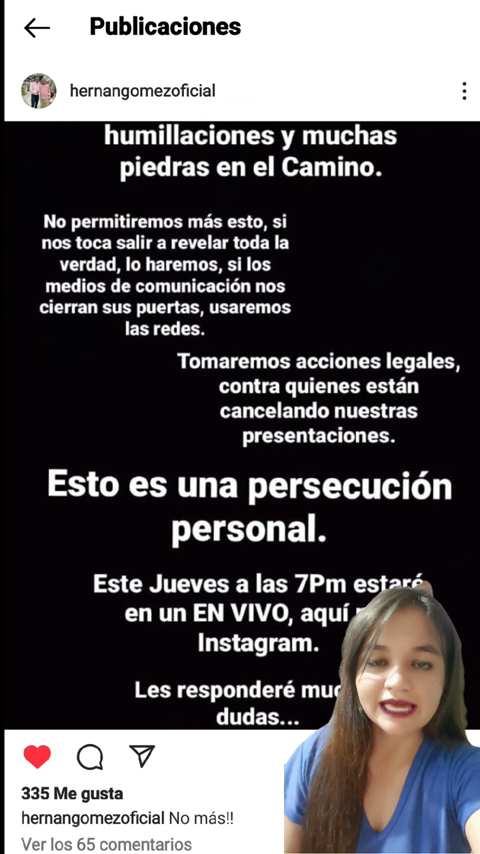 Publicaciones
hernangomezoficial
humillaciones y muchas
piedras en el Camino.
No permitiremos más esto, si
nos toca salir a revelar toda la
verdad, lo haremos, si los
medios de comunicación nos
cierran sus puertas, usaremos
las redes.
Tomaremos acciones legales,
contra quienes están
cancelando nuestras
presentaciones.
Esto es una persecución
personal.
Este Jueves a las 7Pm estaré
en un EN VIVO, aquí
Instagram.
Les responderé
dudas...
335 Me gusta
hernangomezoficial No más!!
Ver los 65 comentarios